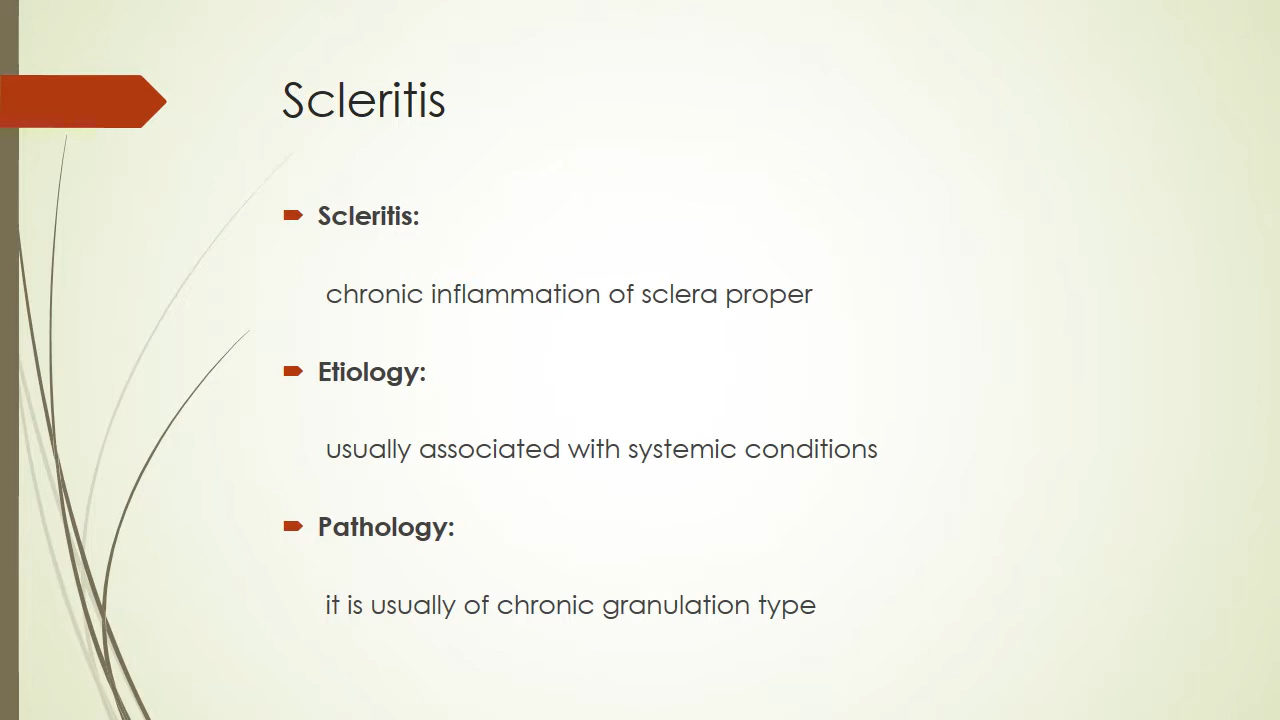 Scleritis
Scleritis:
chronic inflammation of sclera proper
Etiology:
usually associated with systemic conditions
Pathology:
it is usually of chronic granulation type